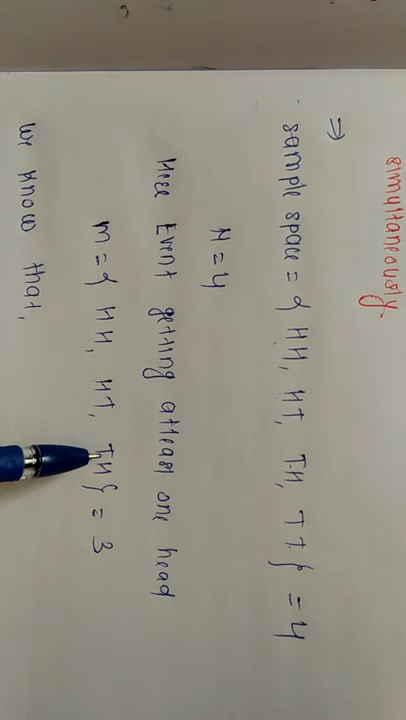 simultaneously.
⇒
sample space = { HH, HT, TH, TT } = 4
N = 4
Here Event getting atleast one head
m = { HH, HT, TH } = 3
we know that,